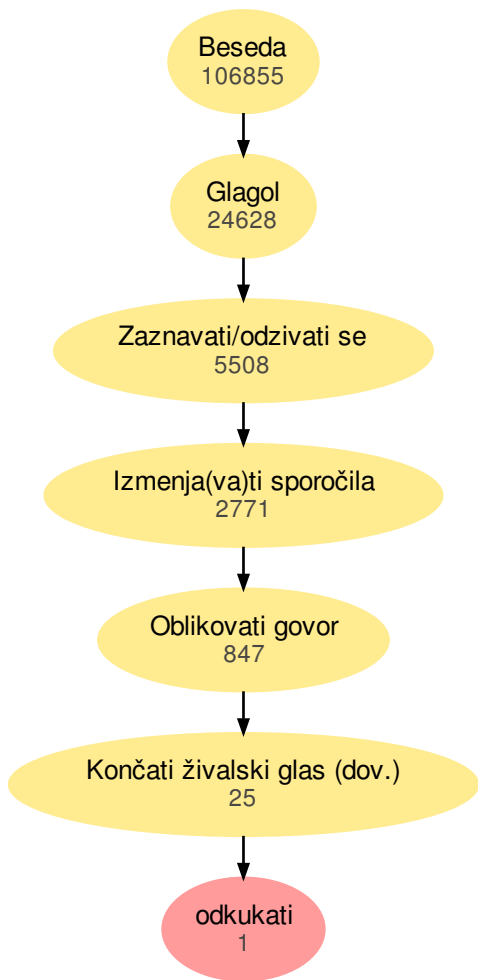 Beseda
106855
Glagol
24628
Zaznavati/odzivati se
5508
Izmenja(va)ti sporočila
2771
Oblikovati govor
847
Končati živalski glas (dov.)
25
odkukati
1